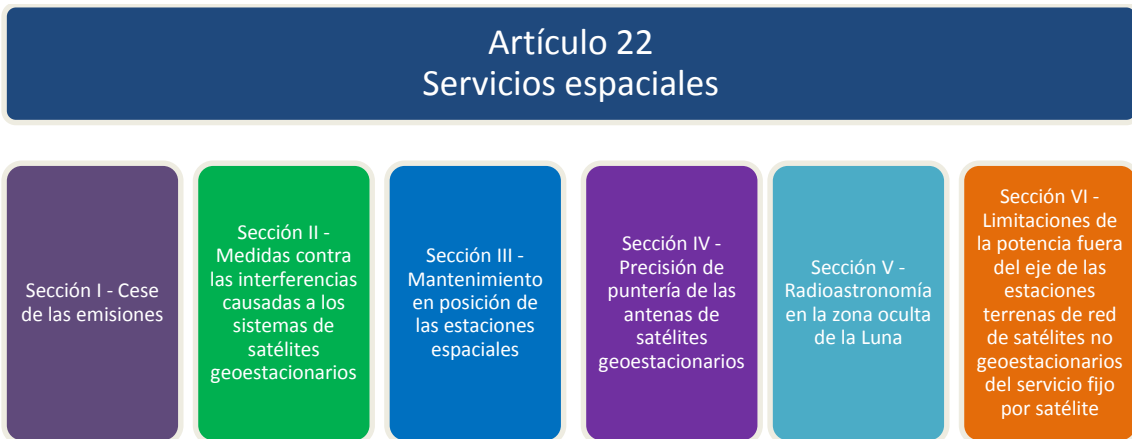 Artículo 22
Servicios espaciales
Sección I - Cese
de las emisiones
Sección II -
Medidas contra
las interferencias
causadas a los
sistemas de
satélites
geoestacionarios
Sección III -
Mantenimiento
en posición de
las estaciones
espaciales
Sección IV -
Precisión de
puntería de las
antenas de
satélites
geoestacionarios
Sección V -
Radioastronomía
en la zona oculta
de la Luna
Sección VI -
Limitaciones de
la potencia fuera
del eje de las
estaciones
terrenas de red
de satélites no
geoestacionarios
del servicio fijo
por satélite